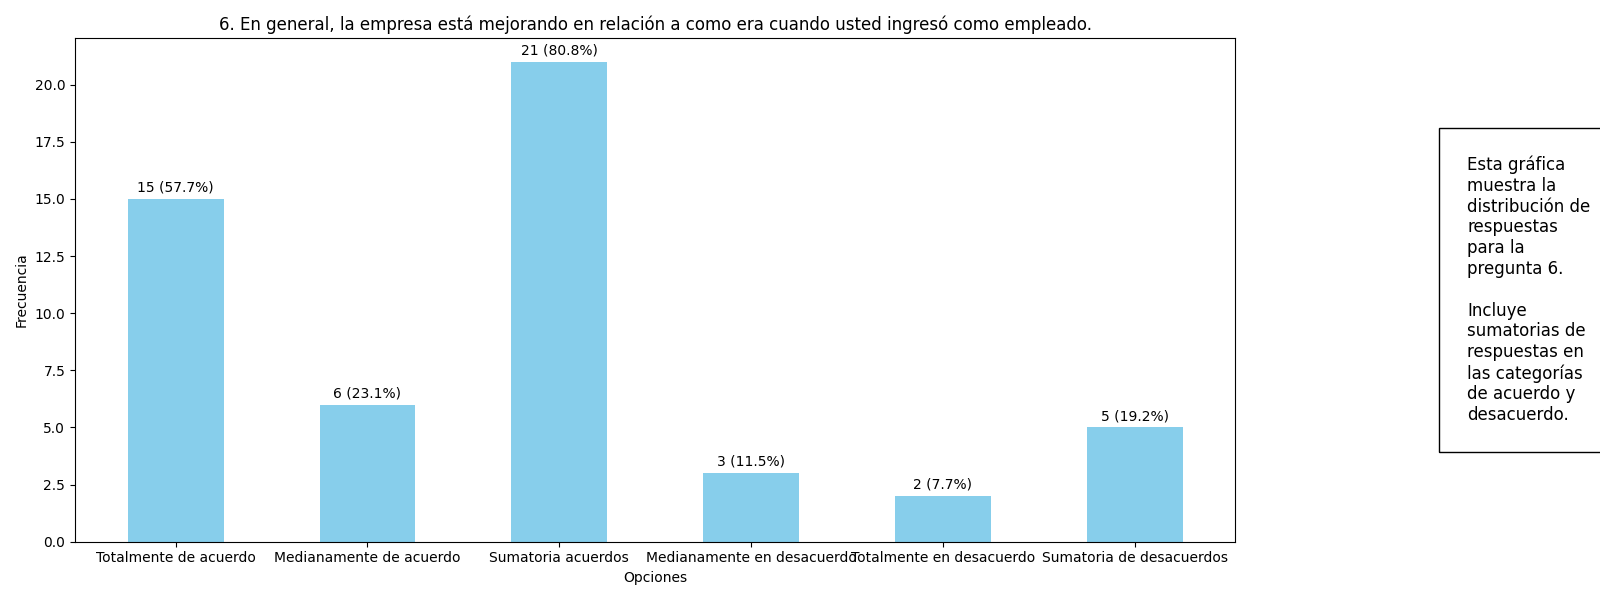 6. En general, la empresa está mejorando en relación a como era cuando usted ingresó como empleado.
Frecuencia
20.0
17.5
15.0
12.5
10.0
7.5
5.0
2.5
0.0
15 (57.7%)
6 (23.1%)
21 (80.8%)
3 (11.5%)
2 (7.7%)
5 (19.2%)
Totalmente de acuerdo
Medianamente de acuerdo
Sumatoria acuerdos
Medianamente en desacuerdo
Totalmente en desacuerdo
Sumatoria de desacuerdos
Opciones
Esta gráfica
muestra la
distribución de
respuestas
para la
pregunta 6.
Incluye
sumatorias de
respuestas en
las categorías
de acuerdo y
desacuerdo.